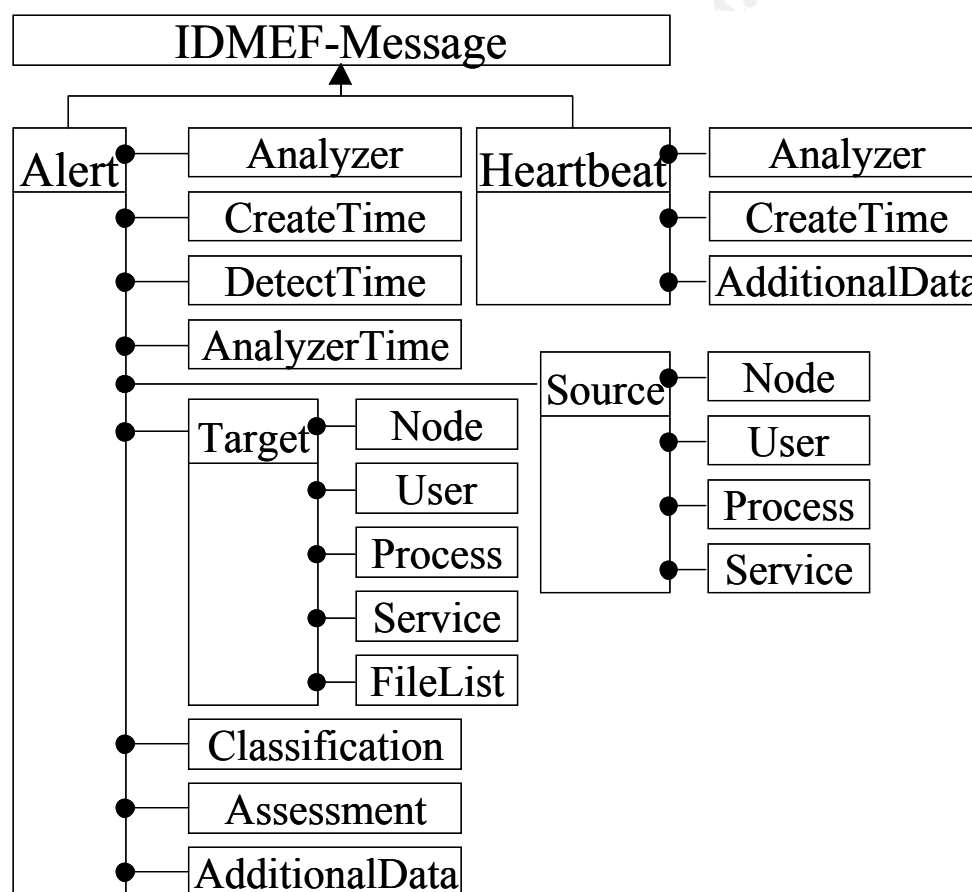 IDMEF-Message
Alert
Analyzer
Heartbeat
Analyzer
CreateTime
CreateTime
DetectTime
AdditionalData
AnalyzerTime
Source
Node
Target
Node
User
User
Process
Process
Service
Service
FileList
Classification
Assessment
AdditionalData